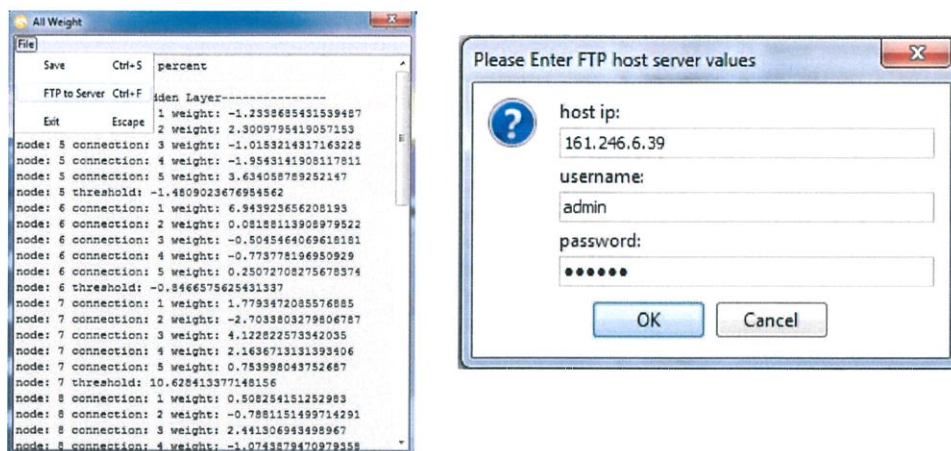 All Weight
File
Save Ctrl+S percent
FTP to Server Ctrl+F idden Layer---------------
1 weight: -1.2338685431539487
Exit Escape
2 weight: 2.3009795419057153
node: 5 connection: 3 weight: -1.0153214317163228
node: 5 connection: 4 weight: -1.9543141908117811
node: 5 connection: 5 weight: 3.634058789252147
node: 5 threshold: -1.4809023676954562
node: 6 connection: 1 weight: 6.943923656208193
node: 6 connection: 2 weight: 0.08188113908979522
node: 6 connection: 3 weight: -0.5045464069618181
node: 6 connection: 4 weight: -0.773778196950929
node: 6 connection: 5 weight: 0.25072708275678374
node: 6 threshold: -0.8466575625431337
node: 7 connection: 1 weight: 1.7793472085576885
node: 7 connection: 2 weight: -2.7033803279806787
node: 7 connection: 3 weight: 4.122822573342035
node: 7 connection: 4 weight: 2.1636713131393406
node: 7 connection: 5 weight: 0.753998043752687
node: 7 threshold: 10.628413377148156
node: 8 connection: 1 weight: 0.508254151252983
node: 8 connection: 2 weight: -0.7881151499714291
node: 8 connection: 3 weight: 2.441306943498967
node: 8 connection: 4 weight: -1.0743879470979358
Please Enter FTP host server values
host ip:
161.246.6.39
username:
admin
password:
••••••
OK Cancel